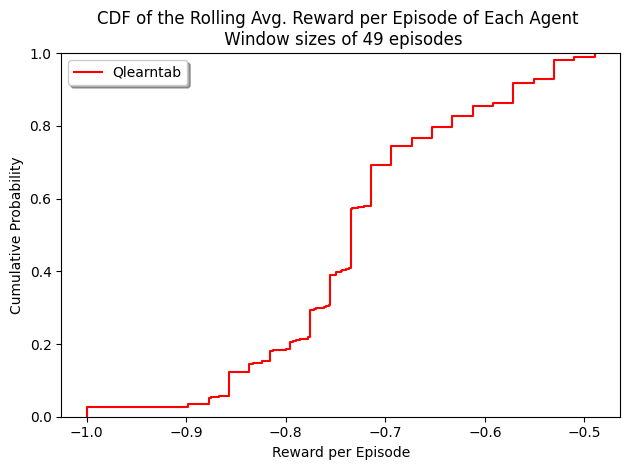 CDF of the Rolling Avg. Reward per Episode of Each Agent
Window sizes of 49 episodes
Qlearntab
Cumulative Probability
1.0
0.8
0.6
0.4
0.2
0.0
−1.0 −0.9 −0.8 −0.7 −0.6 −0.5
Reward per Episode